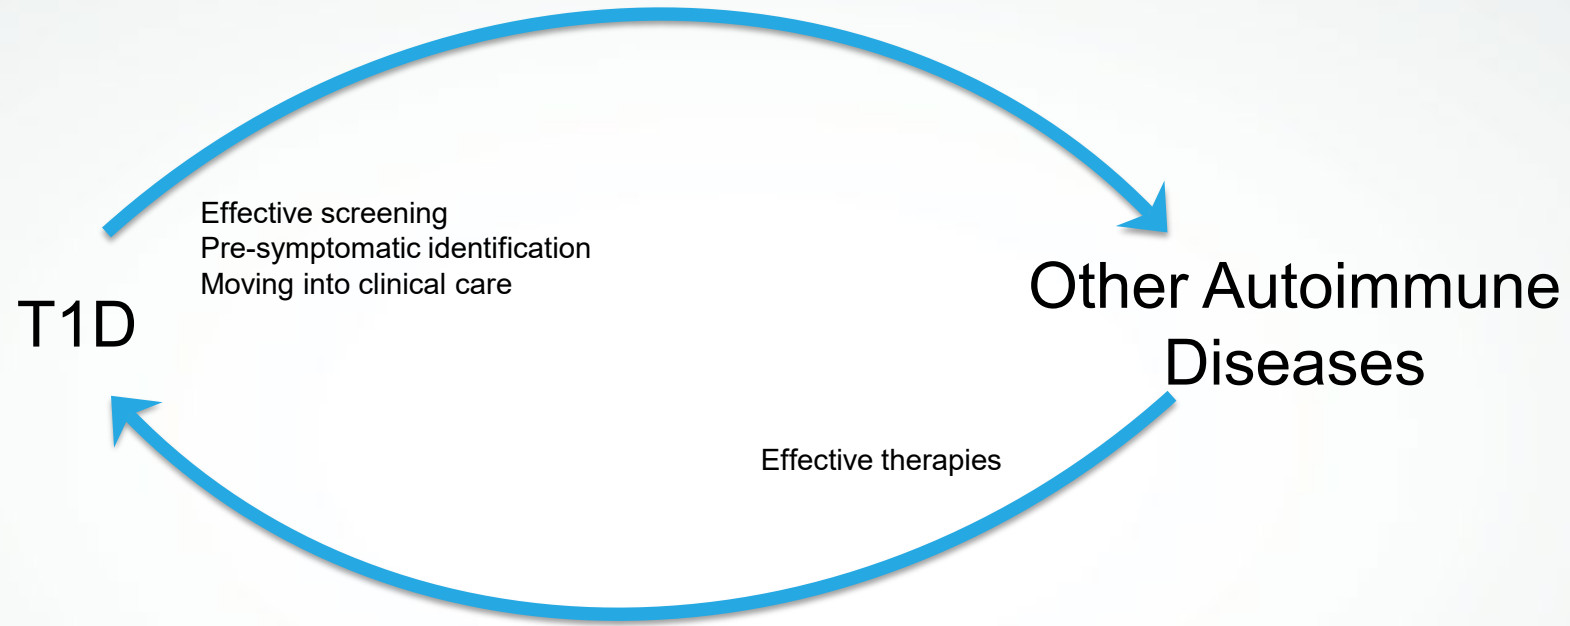 Effective screening
Pre-symptomatic identification
Moving into clinical care
T1D
Other Autoimmune
Diseases
Effective therapies